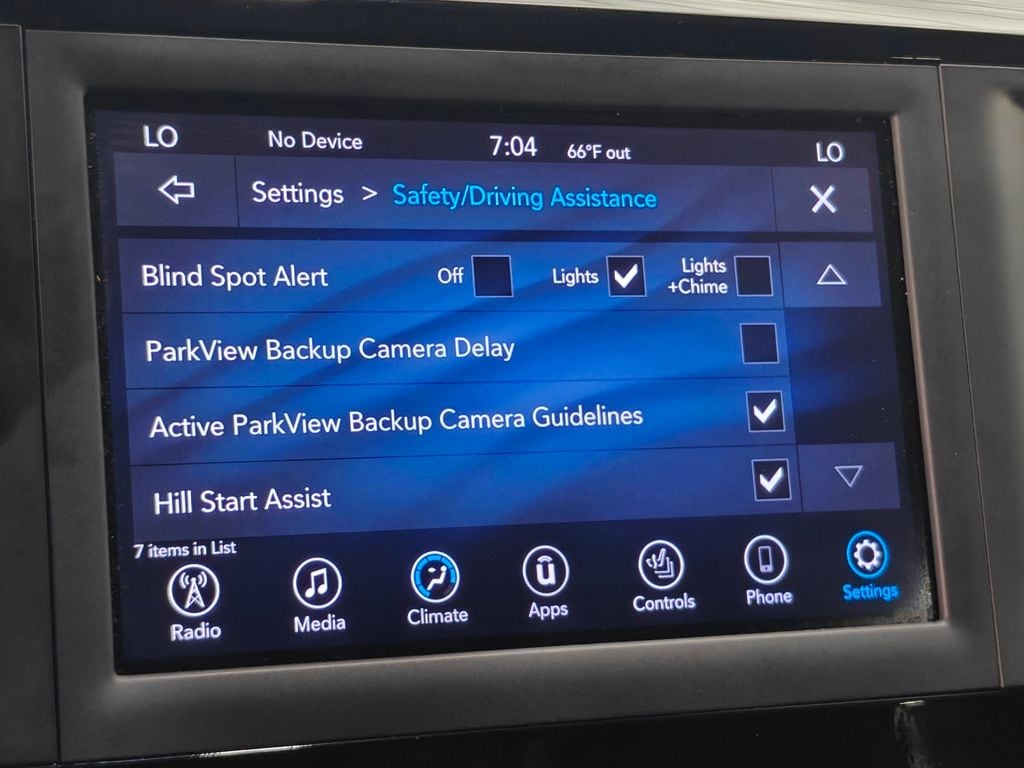 LO No Device 7:04 66°F out LO
Settings > Safety/Driving Assistance
Blind Spot Alert Off Lights Lights
+Chime
ParkView Backup Camera Delay
Active ParkView Backup Camera Guidelines
Hill Start Assist
7 items in List
Radio Media Climate Apps Controls Phone Settings